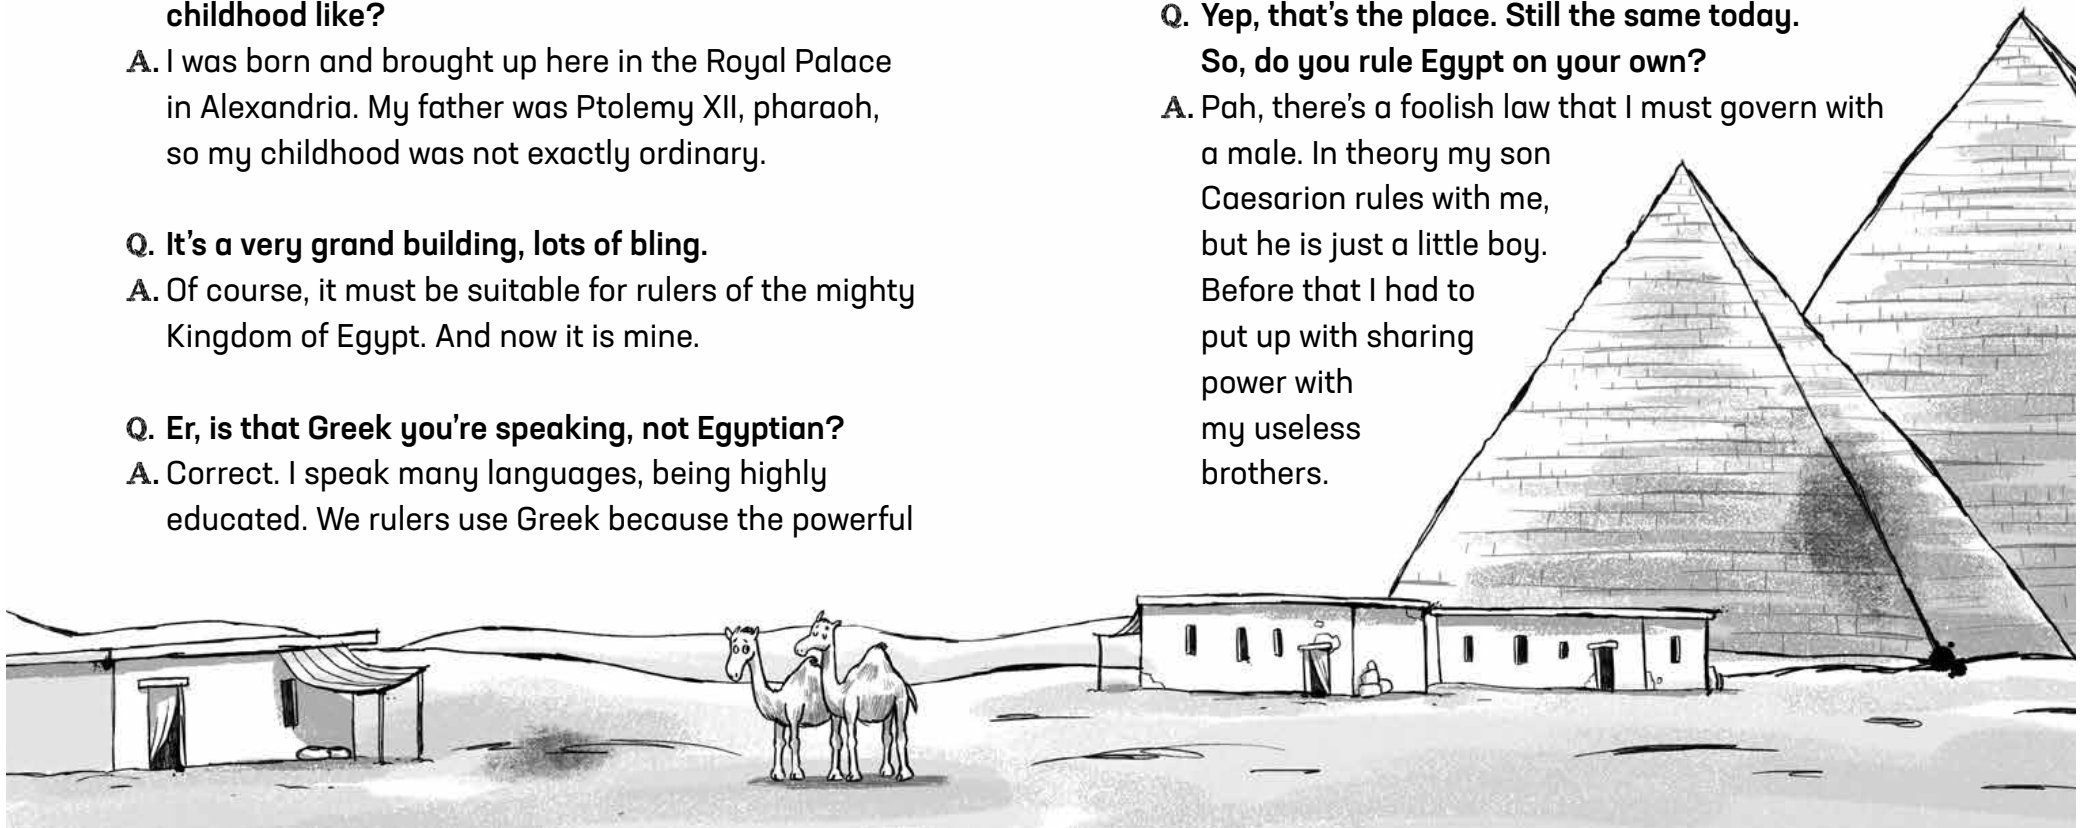 childhood like?
A. I was born and brought up here in the Royal Palace
in Alexandria. My father was Ptolemy XII, pharaoh,
so my childhood was not exactly ordinary.
Q. It’s a very grand building, lots of bling.
A. Of course, it must be suitable for rulers of the mighty
Kingdom of Egypt. And now it is mine.
Q. Er, is that Greek you’re speaking, not Egyptian?
A. Correct. I speak many languages, being highly
educated. We rulers use Greek because the powerful
Q. Yep, that’s the place. Still the same today.
So, do you rule Egypt on your own?
A. Pah, there’s a foolish law that I must govern with
a male. In theory my son
Caesarion rules with me,
but he is just a little boy.
Before that I had to
put up with sharing
power with
my useless
brothers.